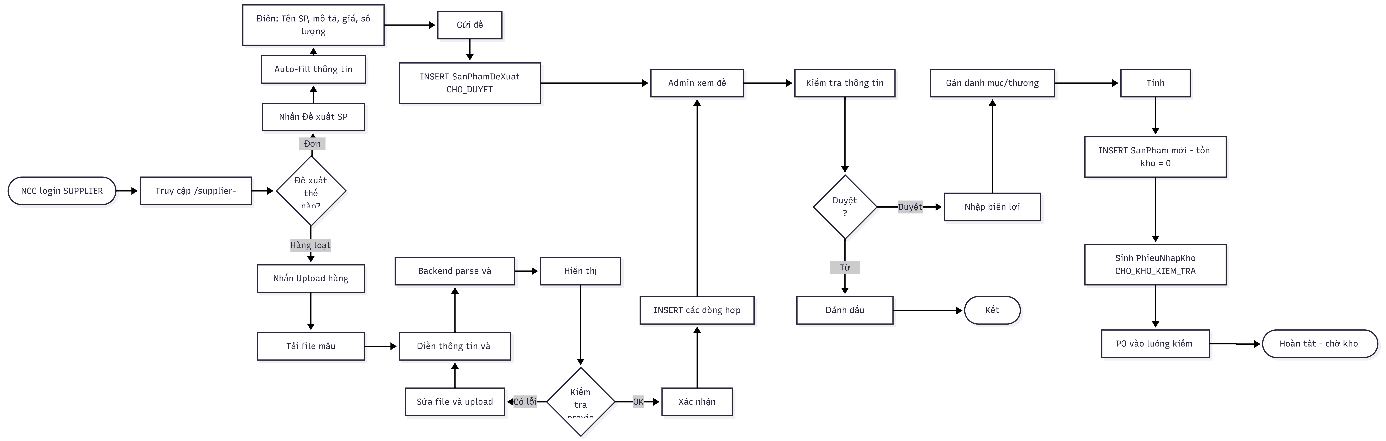 NCC login SUPPLIER
Truy cập /supplier-
Đề xuất
thế
nào?
Đơn
Nhấn Đề xuất SP
Auto-fill thông tin
Điền: Tên SP, mô tả, giá, số
lượng
Gửi đề
INSERT SanPhamDeXuat
CHO_DUYET
Hàng loạt
Nhấn Upload hàng
Tải file mẫu
Điền thông tin và
Backend parse và
Hiển thị
Kiểm
tra
Có lỗi
Sửa file và upload
OK
Xác nhận
INSERT các dòng hợp
Admin xem đề
Kiểm tra thông tin
Duyệt
?
Từ
Đánh dấu
Kết
Duyệt
Nhập biên lợi
Gán danh mục/thương
Tính
INSERT SanPham mới - tồn
kho = 0
Sinh PhieuNhapKho
CHO_KHO_KIEM_TRA
PO vào luồng kiểm
Hoàn tất - chờ kho